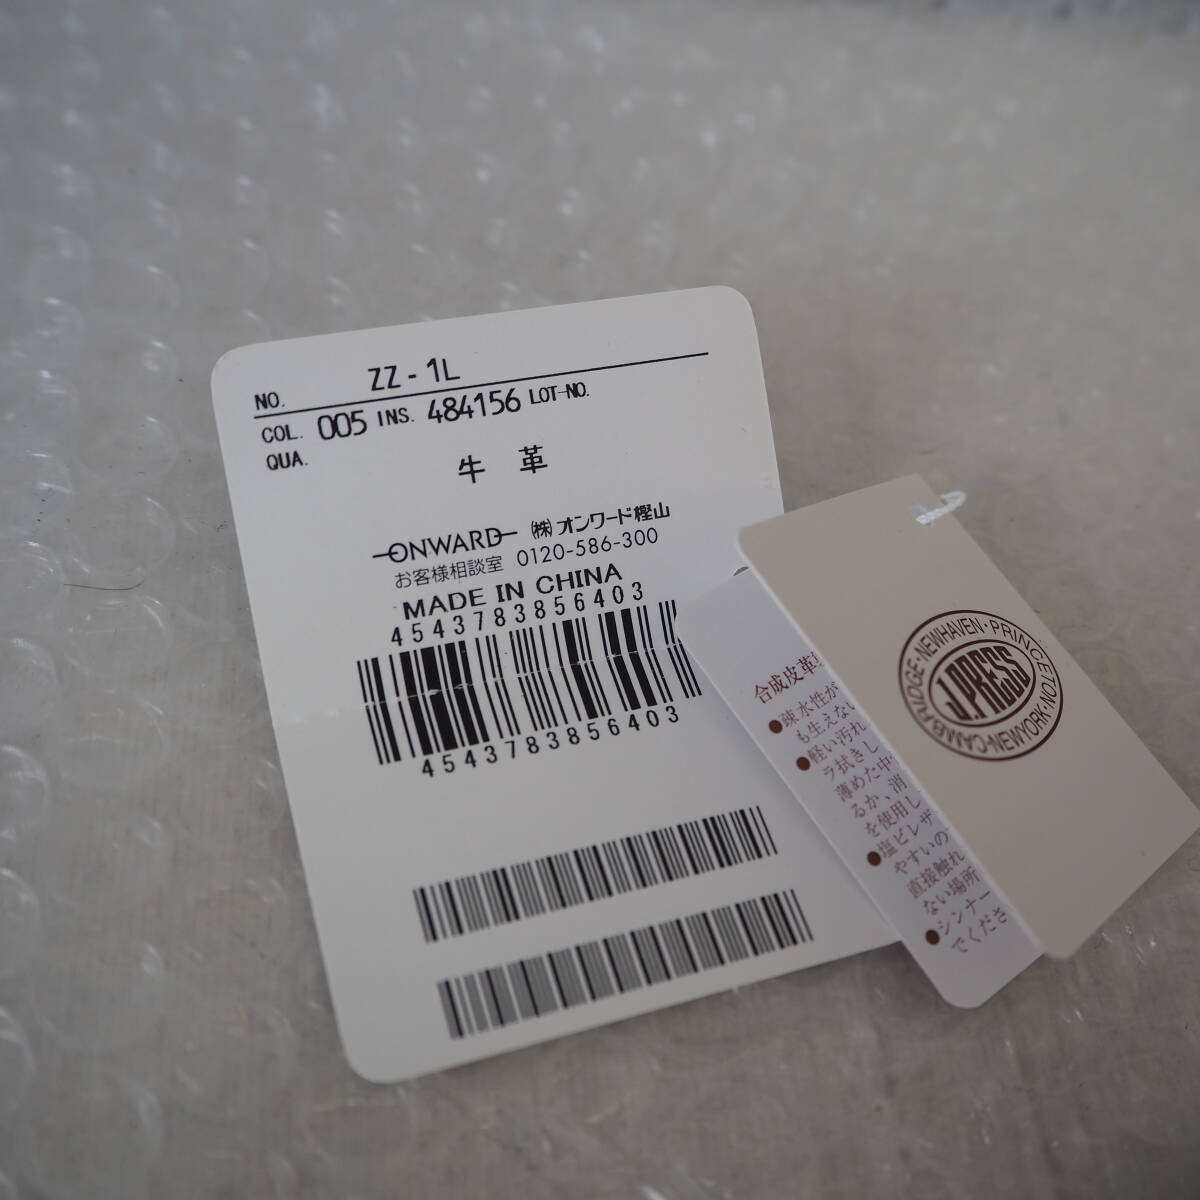 NO. ZZ-1L
COL. 005 INS. 484156 LOT-NO.
QUA.
牛 革
ONWARD (株)オンワード樫山
お客様相談室 0120-586-300
MADE IN CHINA
4543783856403
4543783856403
合成皮革
●疎水性が
も生えない
●軽い汚れ
ラ拭きし
薄めた中
るか、消
を使用し
●塩ビレザ
やすいの
直接触れ
ない場所
●シンナー
でくださ
CAMBRIDGE・NEWHAVEN・PRINCETON・NEWYORK
J.PRESS